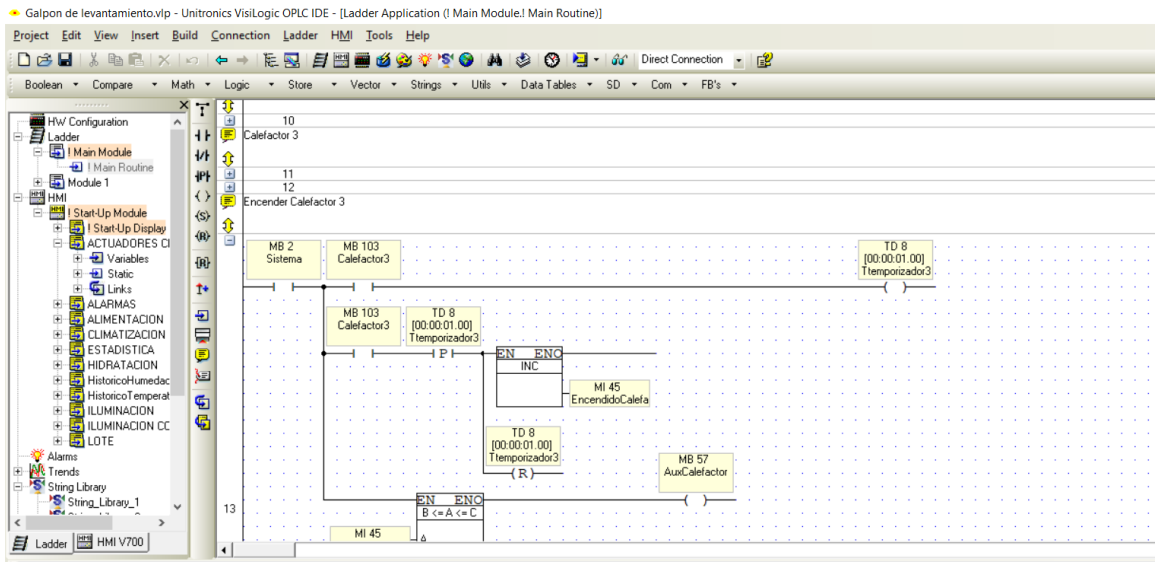 Galpon de levantamiento.vlp - Unitronics VisiLogic OPLC IDE - [Ladder Application (! Main Module.! Main Routine)]
Project Edit View Insert Build Connection Ladder HMI Tools Help
Direct Connection
Boolean Compare Math Logic Store Vector Strings Utils Data Tables SD Com FB's
HW Configuration
Ladder
! Main Module
! Main Routine
Module 1
HMI
! Start-Up Module
! Start-Up Display
ACTUADORES CI
Variables
Static
Links
ALARMAS
ALIMENTACION
CLIMATIZACION
ESTADISTICA
HIDRATACION
HistoricoHumedac
HistoricoTemperat
ILUMINACION
ILUMINACION CC
LOTE
Alarms
Trends
String Library
String_Library_1
Ladder HMI V700
10
Calefactor 3
11
12
Encender Calefactor 3
MB 2
Sistema
MB 103
Calefactor3
TD 8
[00:00:01.00]
Ttemporizador3
MB 103
Calefactor3
TD 8
[00:00:01.00]
Ttemporizador3
P
EN ENO
INC
MI 45
EncendidoCalefa
TD 8
[00:00:01.00]
Ttemporizador3
R
MB 57
AuxCalefactor
13
EN ENO
B <= A <= C
MI 45
A